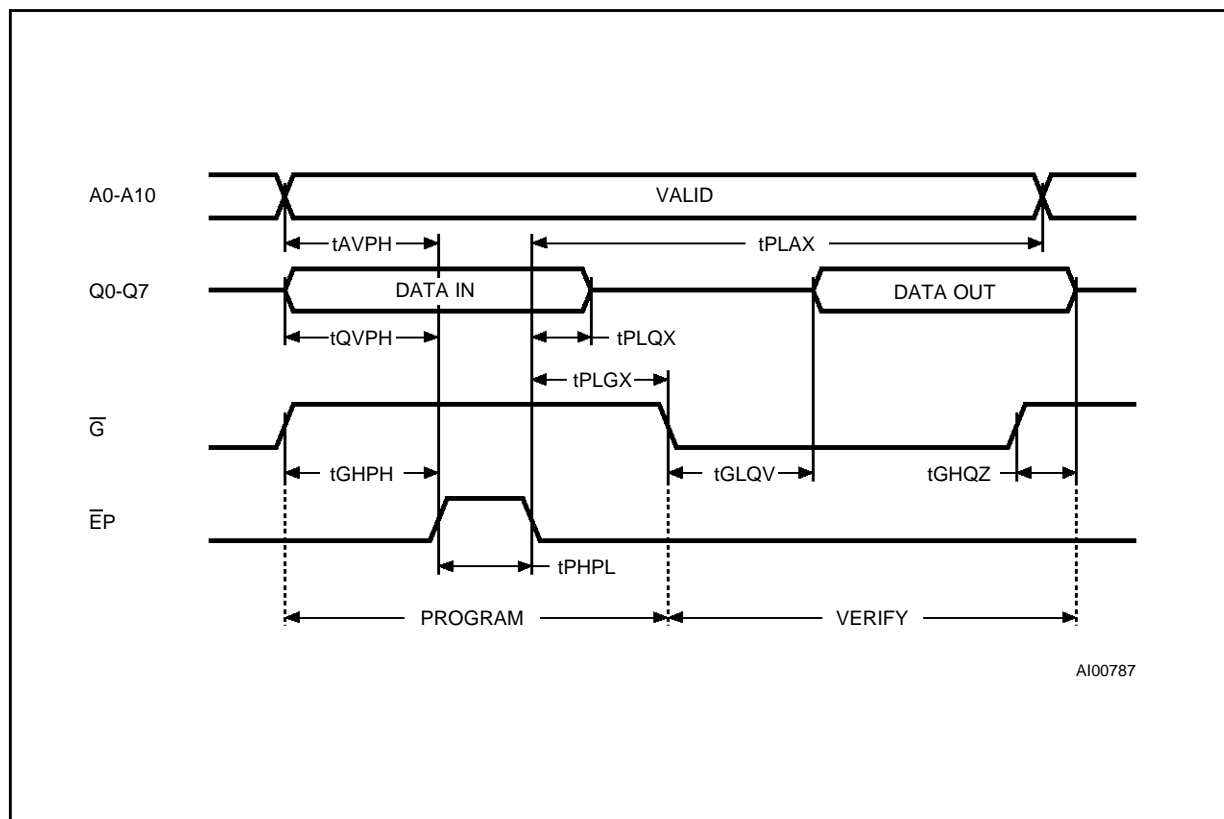 A0-A10
VALID
tAVPH
tPLAX
Q0-Q7
DATA IN
DATA OUT
tQVPH
tPLQX
tPLGX
G̅
tGHPH
tGLQV
tGHQZ
E̅P
tPHPL
PROGRAM
VERIFY
AI00787